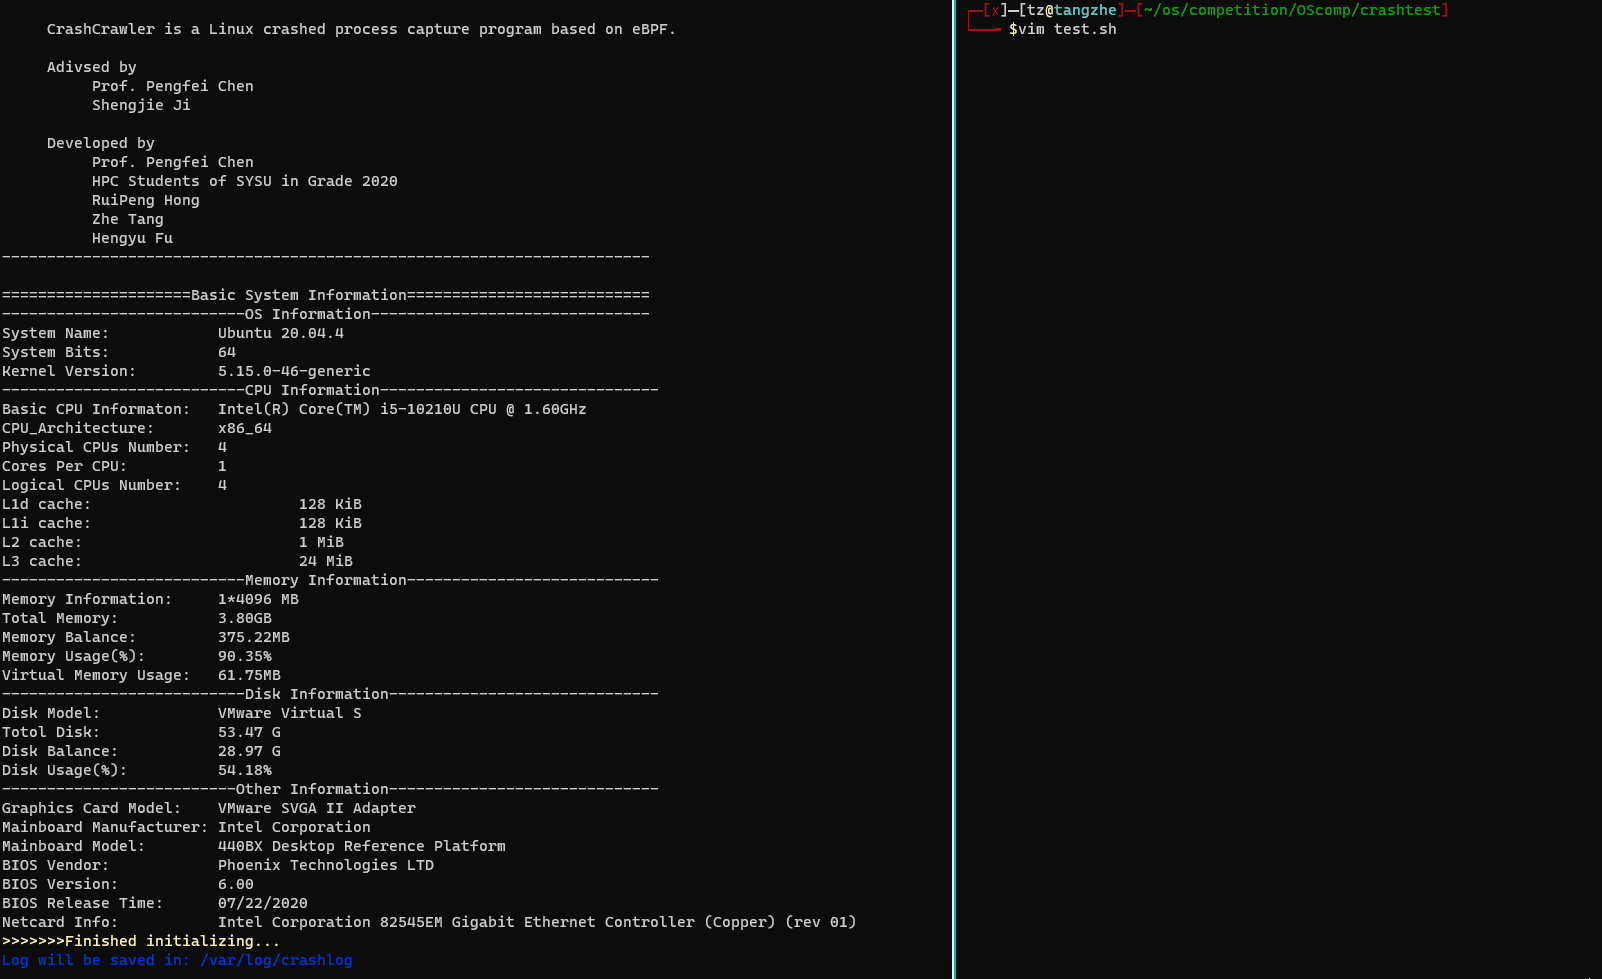 CrashCrawler is a Linux crashed process capture program based on eBPF.
Adivsed by
Prof. Pengfei Chen
Shengjie Ji
Developed by
Prof. Pengfei Chen
HPC Students of SYSU in Grade 2020
RuiPeng Hong
Zhe Tang
Hengyu Fu
------------------------------------------------------------------------
=====================Basic System Information===========================
---------------------------OS Information-------------------------------
System Name: Ubuntu 20.04.4
System Bits: 64
Kernel Version: 5.15.0-46-generic
---------------------------CPU Information-------------------------------
Basic CPU Informaton: Intel(R) Core(TM) i5-10210U CPU @ 1.60GHz
CPU_Architecture: x86_64
Physical CPUs Number: 4
Cores Per CPU: 1
Logical CPUs Number: 4
L1d cache: 128 KiB
L1i cache: 128 KiB
L2 cache: 1 MiB
L3 cache: 24 MiB
---------------------------Memory Information----------------------------
Memory Information: 1*4096 MB
Total Memory: 3.80GB
Memory Balance: 375.22MB
Memory Usage(%): 90.35%
Virtual Memory Usage: 61.75MB
---------------------------Disk Information------------------------------
Disk Model: VMware Virtual S
Totol Disk: 53.47 G
Disk Balance: 28.97 G
Disk Usage(%): 54.18%
--------------------------Other Information------------------------------
Graphics Card Model: VMware SVGA II Adapter
Mainboard Manufacturer: Intel Corporation
Mainboard Model: 440BX Desktop Reference Platform
BIOS Vendor: Phoenix Technologies LTD
BIOS Version: 6.00
BIOS Release Time: 07/22/2020
Netcard Info: Intel Corporation 82545EM Gigabit Ethernet Controller (Copper) (rev 01)
>>>>>>>Finished initializing...
Log will be saved in: /var/log/crashlog
┌─[x]─[tz@tangzhe]─[~/os/competition/OScomp/crashtest]
└──╼ $vim test.sh